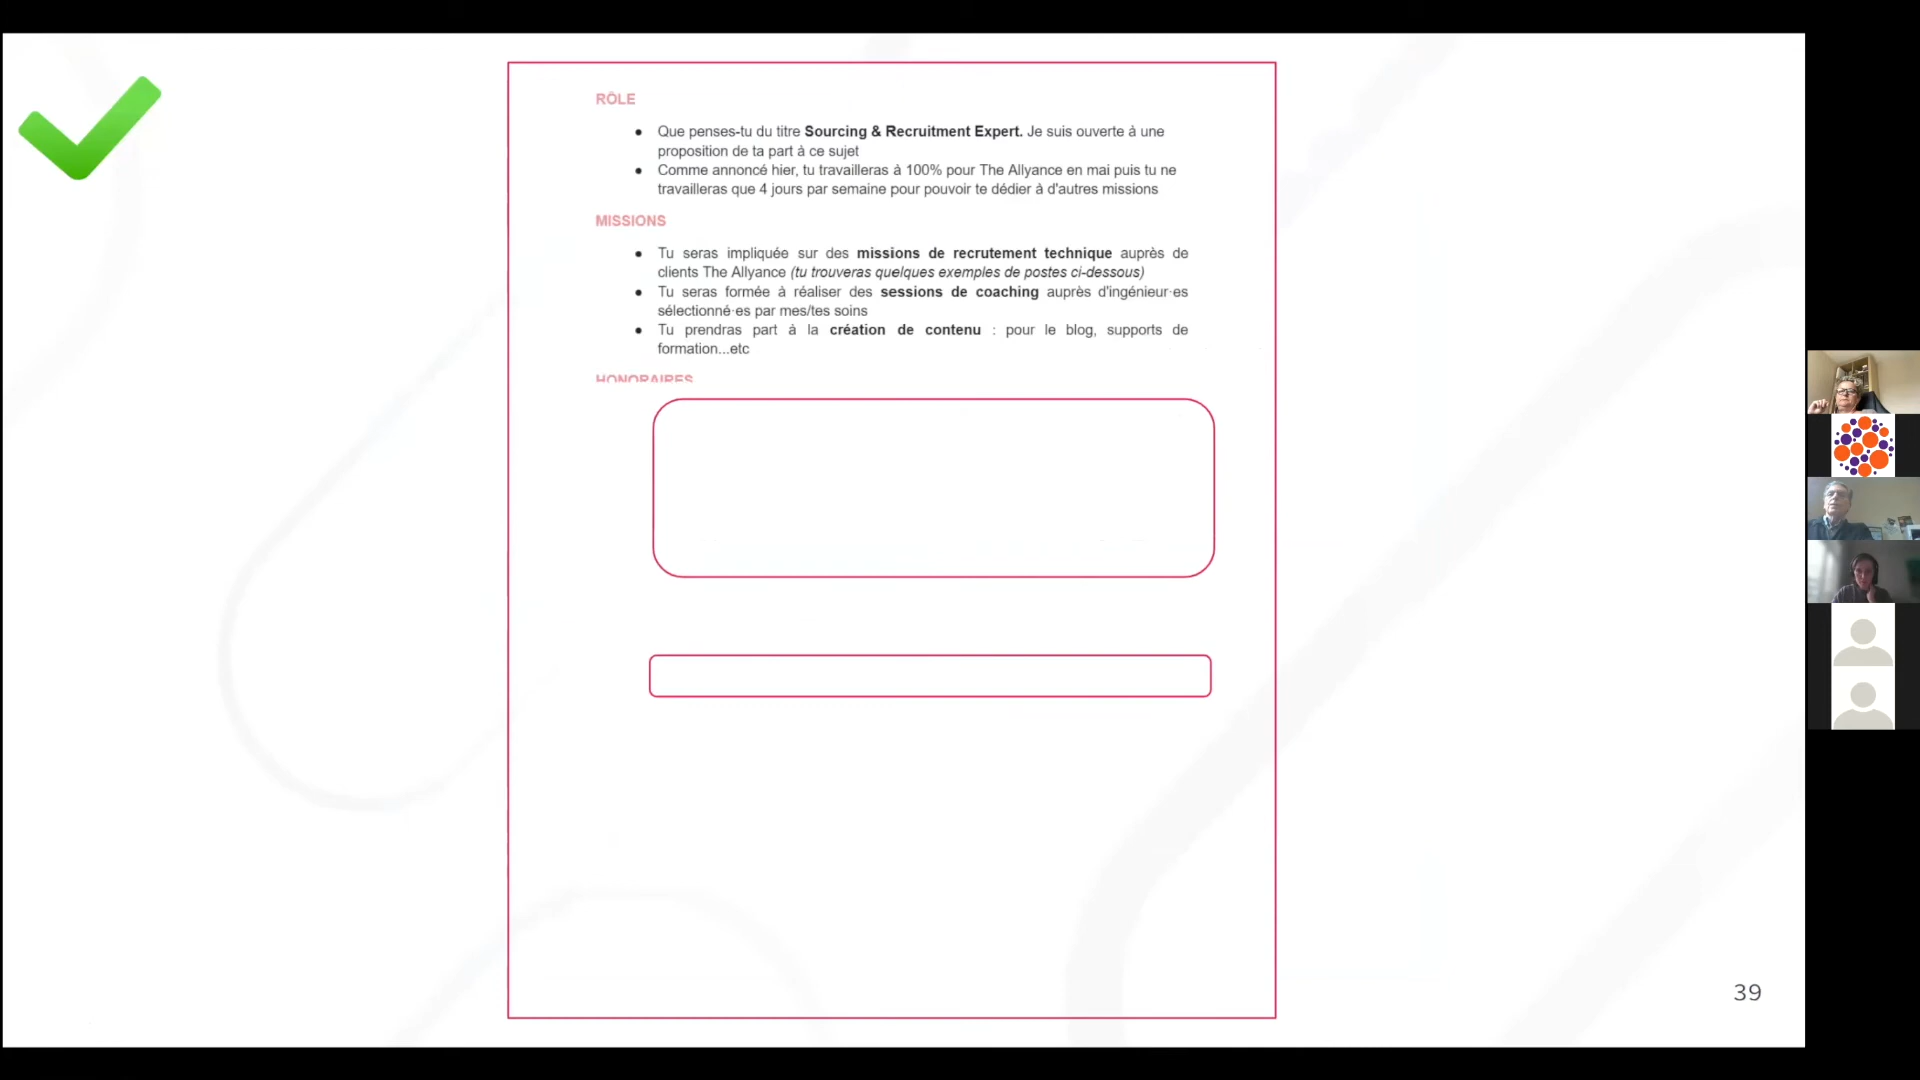 RÔLE
● Que penses-tu du titre Sourcing & Recruitment Expert. Je suis ouverte à une
proposition de ta part à ce sujet
● Comme annoncé hier, tu travailleras à 100% pour The Allyance en mai puis tu ne
travailleras que 4 jours par semaine pour pouvoir te dédier à d'autres missions
MISSIONS
● Tu seras impliquée sur des missions de recrutement technique auprès de
clients The Allyance (tu trouveras quelques exemples de postes ci-dessous)
● Tu seras formée à réaliser des sessions de coaching auprès d'ingénieur·es
sélectionné·es par mes/tes soins
● Tu prendras part à la création de contenu : pour le blog, supports de
formation...etc
HONORAIRES
39